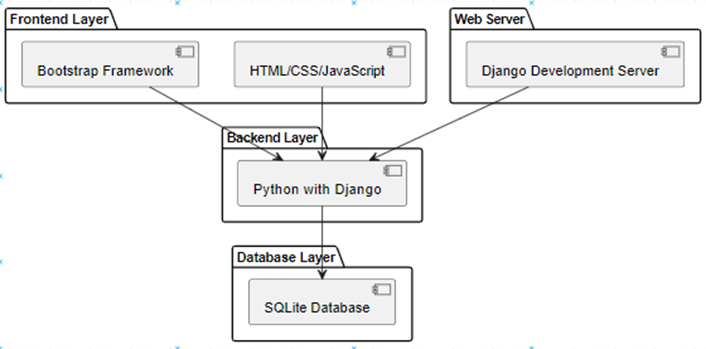 Frontend Layer
Web Server
Bootstrap Framework
HTML/CSS/JavaScript
Django Development Server
Backend Layer
Python with Django
Database Layer
SQLite Database